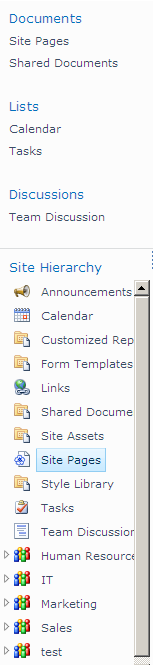 Documents
Site Pages
Shared Documents
Lists
Calendar
Tasks
Discussions
Team Discussion
Site Hierarchy
Announcements
Calendar
Customized Rep
Form Templates
Links
Shared Docume
Site Assets
Site Pages
Style Library
Tasks
Team Discussion
Human Resource
IT
Marketing
Sales
test